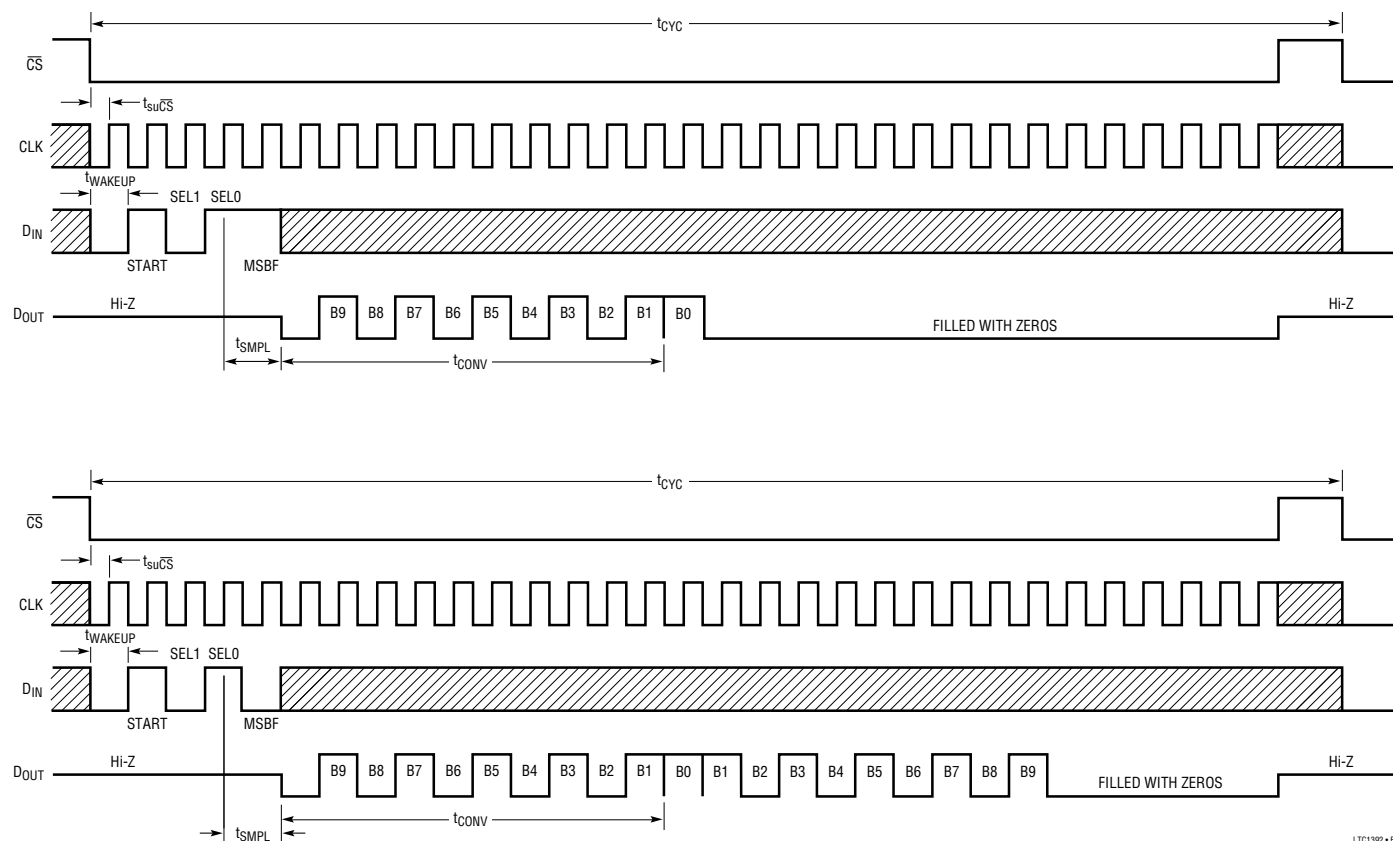 tCYC
CS
tsuCS
CLK
tWAKEUP
SEL1 SEL0
DIN
START MSBF
Hi-Z B9 B8 B7 B6 B5 B4 B3 B2 B1 B0 FILLED WITH ZEROS Hi-Z
DOUT
tSMPL
tCONV
tCYC
CS
tsuCS
CLK
tWAKEUP
SEL1 SEL0
DIN
START MSBF
Hi-Z B9 B8 B7 B6 B5 B4 B3 B2 B1 B0 B1 B2 B3 B4 B5 B6 B7 B8 B9 FILLED WITH ZEROS Hi-Z
DOUT
tCONV
tSMPL
LTC1392 •